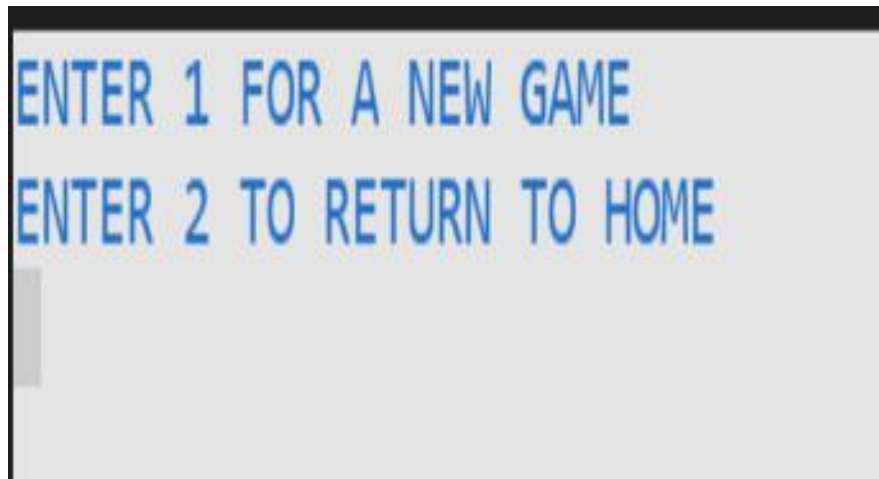 ENTER 1 FOR A NEW GAME
ENTER 2 TO RETURN TO HOME